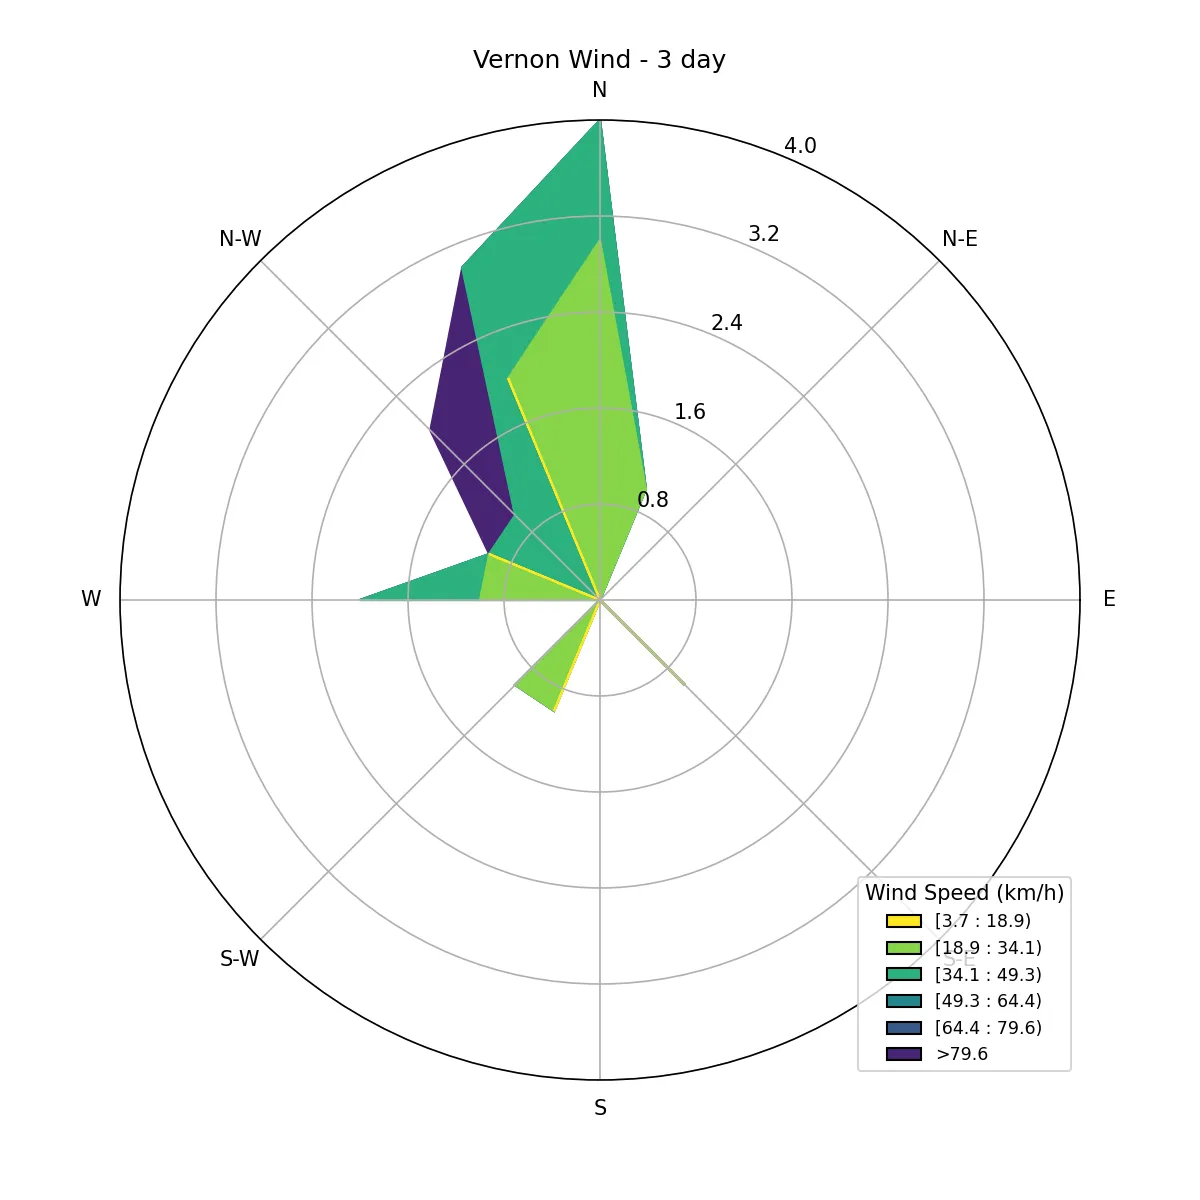 Vernon Wind - 3 day
N
4.0
N-W
3.2
N-E
2.4
1.6
0.8
W
E
Wind Speed (km/h)
[3.7 : 18.9)
[18.9 : 34.1)
S-W
S-E
[34.1 : 49.3)
[49.3 : 64.4)
[64.4 : 79.6)
>79.6
S